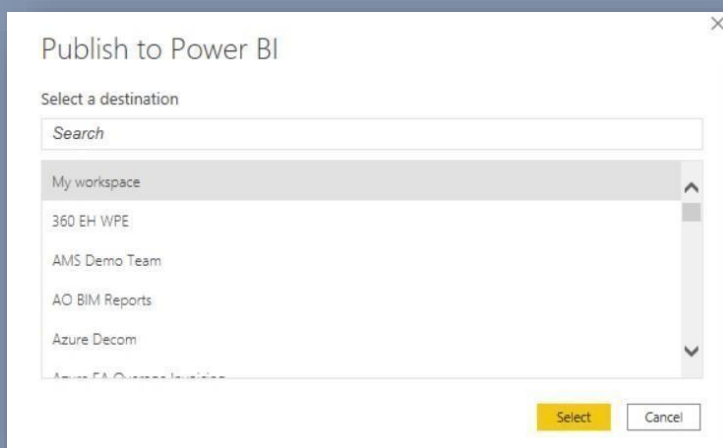 Publish to Power BI
Select a destination
Search
My workspace
360 EH WPE
AMS Demo Team
AO BIM Reports
Azure Decom
Select Cancel